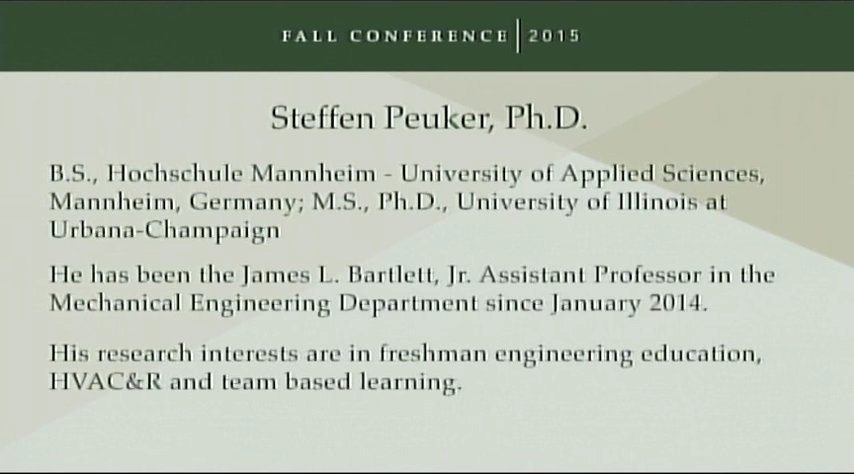 FALL CONFERENCE | 2015
Steffen Peuker, Ph.D.
B.S., Hochschule Mannheim - University of Applied Sciences,
Mannheim, Germany; M.S., Ph.D., University of Illinois at
Urbana-Champaign
He has been the James L. Bartlett, Jr. Assistant Professor in the
Mechanical Engineering Department since January 2014.
His research interests are in freshman engineering education,
HVAC&R and team based learning.